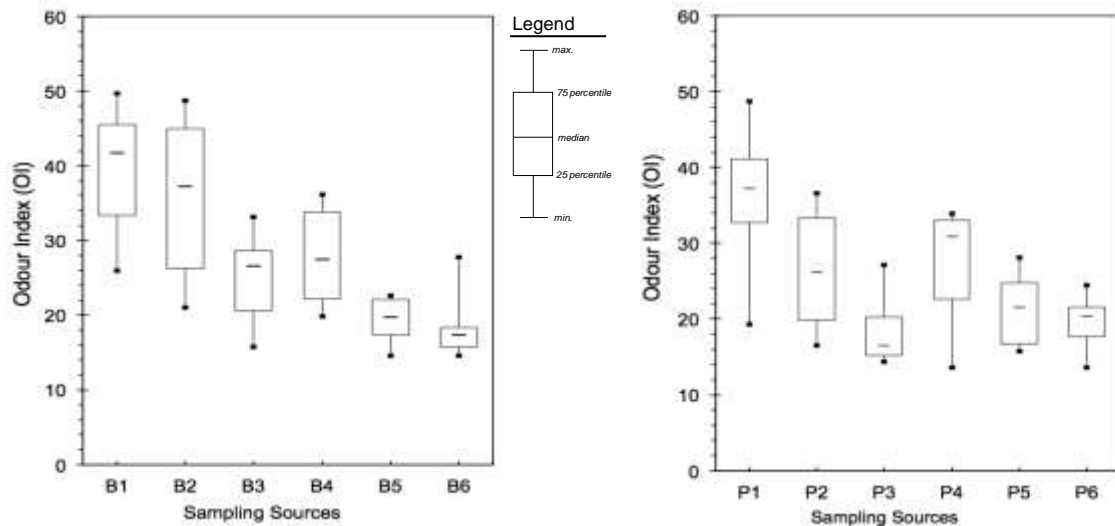 60
50
40
30
20
10
0
Odour Index (OI)
B1 B2 B3 B4 B5 B6
Sampling Sources
Legend
max.
75 percentile
median
25 percentile
min.
60
50
40
30
20
10
0
Odour Index (OI)
P1 P2 P3 P4 P5 P6
Sampling Sources